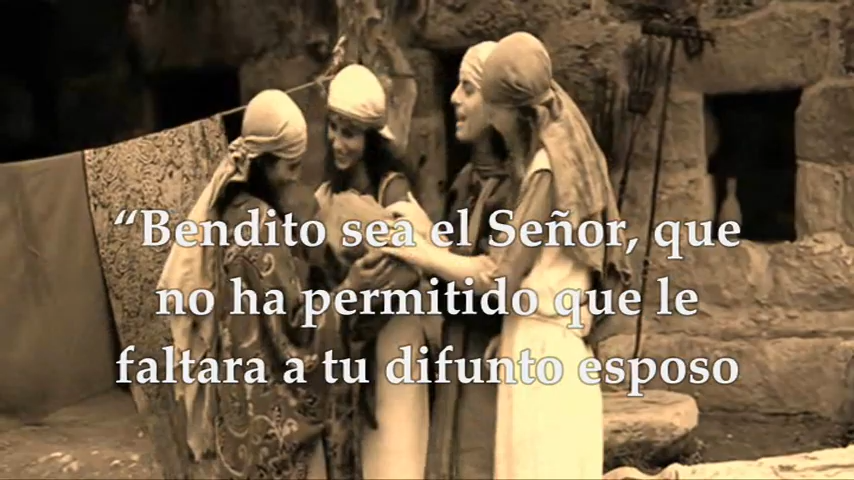 “Bendito sea el Señor, que
no ha permitido que le
faltara a tu difunto esposo